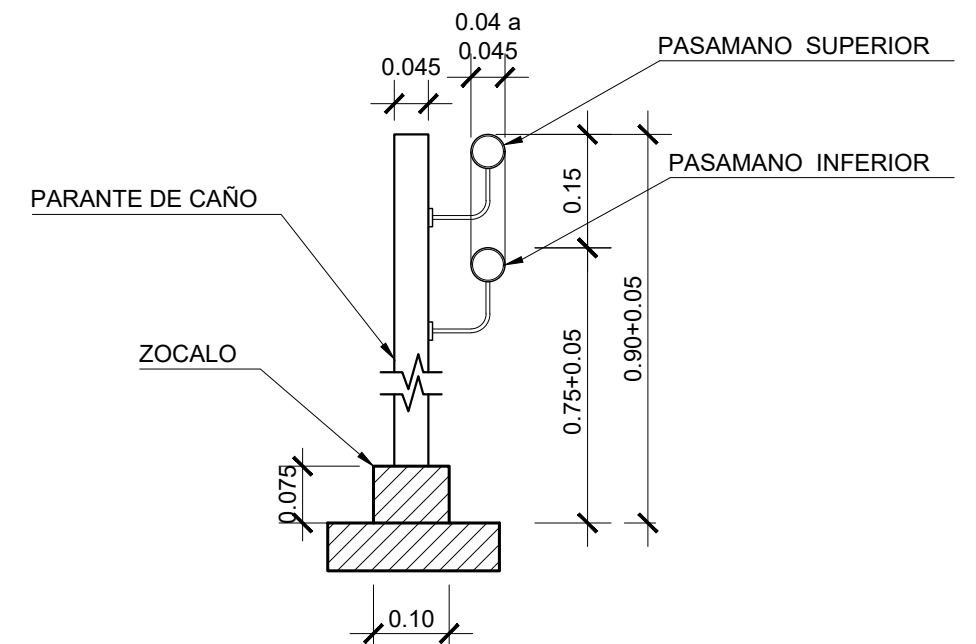 0.04 a
0.045
0.045
PASAMANO SUPERIOR
PASAMANO INFERIOR
PARANTE DE CAÑO
0.15
0.90+0.05
0.75+0.05
ZOCALO
0.075
0.10